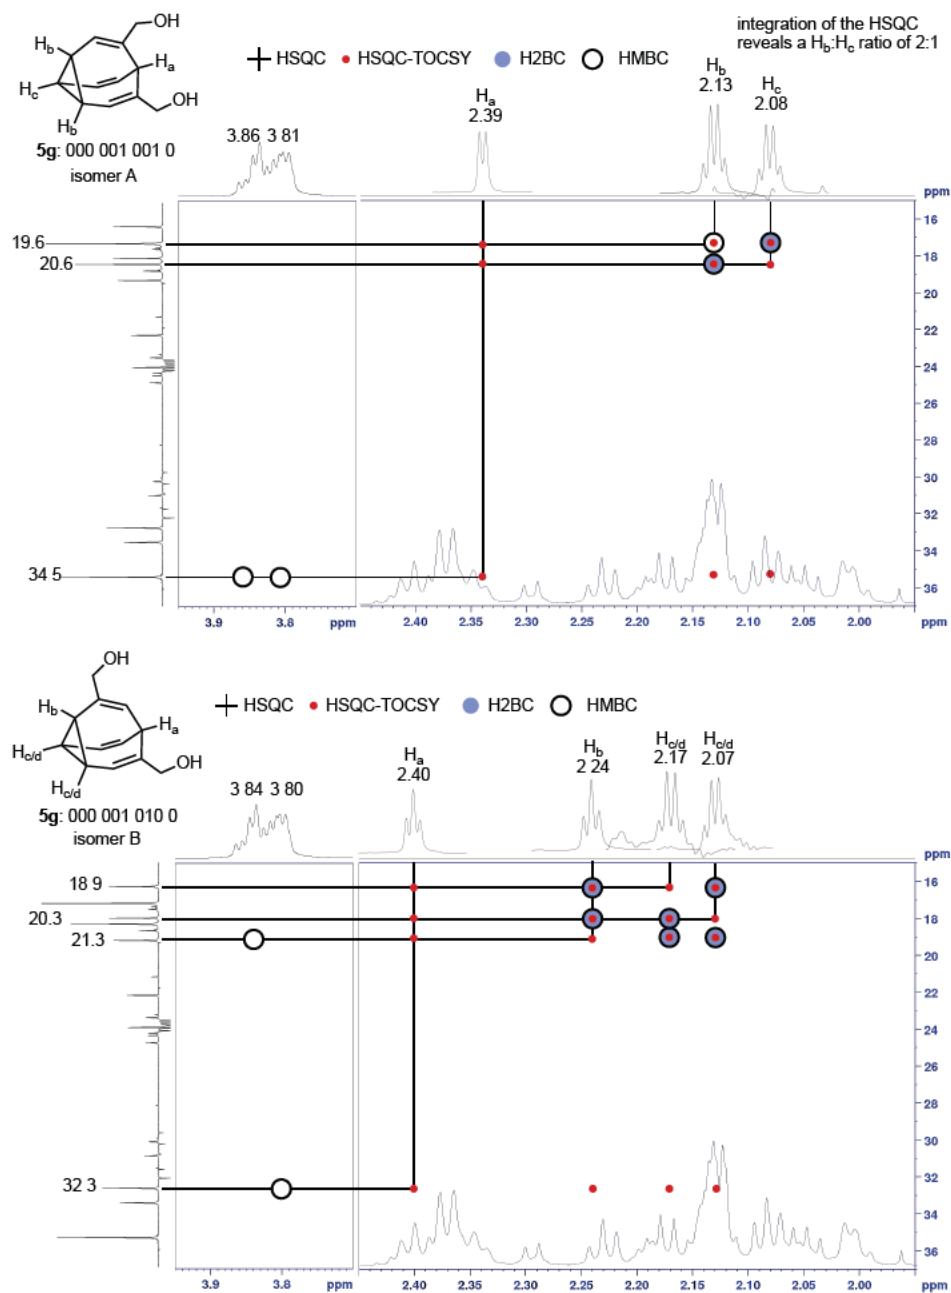 integration of the HSQC
reveals a Hb:Hc ratio of 2:1
OH
Hb
Ha
Hc
OH
Hb
5g: 000 001 001 0
isomer A
HSQC HSQC-TOCSY H2BC HMBC
Ha
2.39
Hb
2.13
Hc
2.08
3.86 3 81
ppm
19.6
20.6
34 5
16
18
20
22
24
26
28
30
32
34
36
3.9 3.8 ppm 2.40 2.35 2.30 2.25 2.20 2.15 2.10 2.05 2.00 ppm
OH
Hb
Ha
Hc/d
OH
Hc/d
5g: 000 001 010 0
isomer B
HSQC HSQC-TOCSY H2BC HMBC
Ha
2.40
Hb
2 24
Hc/d
2.17
Hc/d
2.07
3 84 3 80
ppm
18 9
20.3
21.3
32 3
16
18
20
22
24
26
28
30
32
34
36
3.9 3.8 ppm 2.40 2.35 2.30 2.25 2.20 2.15 2.10 2.05 2.00 ppm